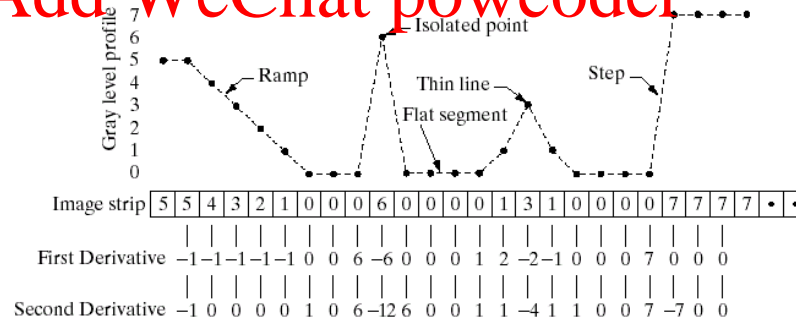 Add WeChat powcoder
Gray level profile
7
6
5
4
3
2
1
0
Isolated point
Ramp
Thin line
Flat segment
Step
Image strip 5 5 4 3 2 1 0 0 0 6 0 0 0 0 1 3 1 0 0 0 0 7 7 7 7 • •
First Derivative −1 −1 −1 −1 −1 0 0 6 −6 0 0 0 1 2 −2 −1 0 0 0 7 0 0 0
Second Derivative −1 0 0 0 0 1 0 6 −12 6 0 0 1 1 −4 1 1 0 0 7 −7 0 0